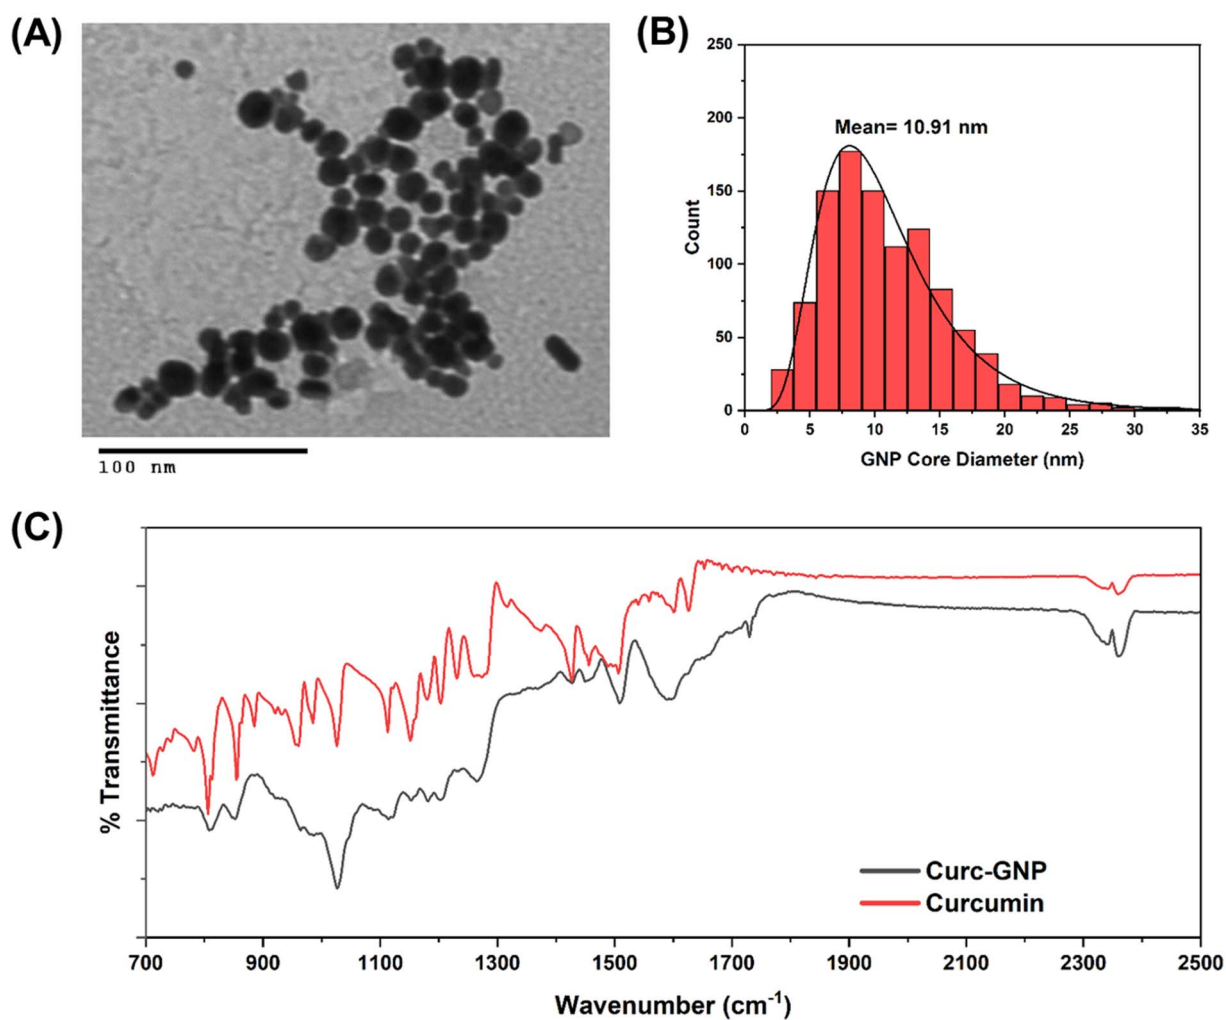 (A)
100 nm
(B)
250
200
150
100
50
0
Count
Mean= 10.91 nm
0 5 10 15 20 25 30 35
GNP Core Diameter (nm)
(C)
% Transmittance
Curc-GNP
Curcumin
700 900 1100 1300 1500 1700 1900 2100 2300 2500
Wavenumber (cm⁻¹)